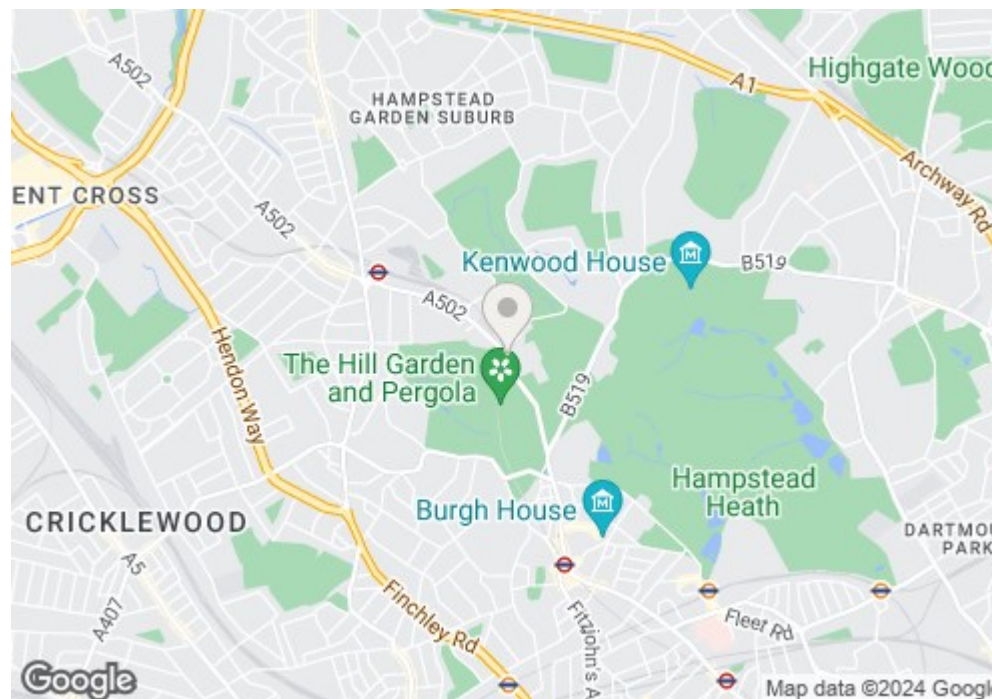 A502
HAMPSTEAD
GARDEN SUBURB
A1
Highgate Wood
Archway Rd
ENT CROSS
A502
Kenwood House
B519
A502
Hendon Way
The Hill Garden
and Pergola
B519
Hampstead
Heath
Burgh House
CRICKLEWOOD
DARTMOU
PARK
A5
A407
Finchley Rd
Fitzjohn's A
Fleet Rd
Google
Map data ©2024 Google